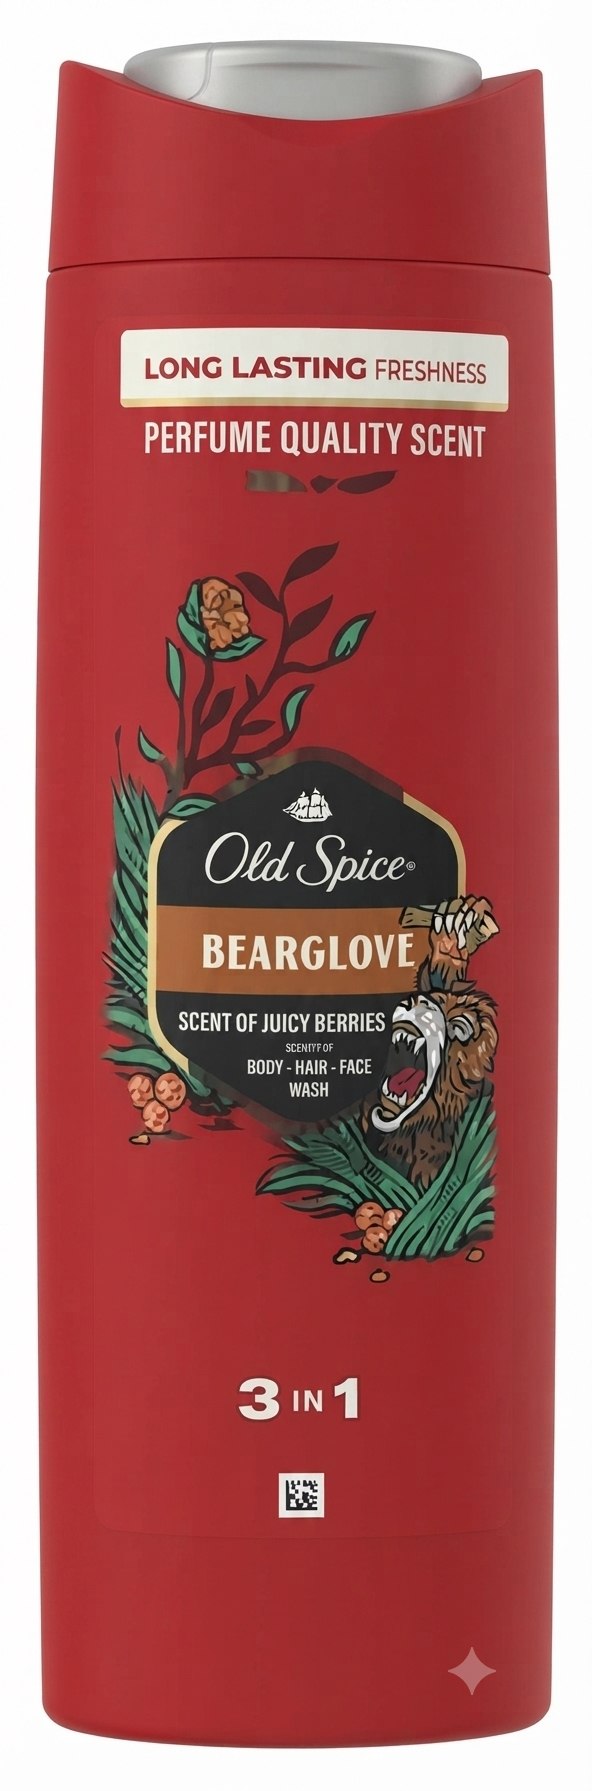 LONG LASTING FRESHNESS
PERFUME QUALITY SCENT
Old Spice
BEARGLOVE
SCENT OF JUICY BERRIES
BODY - HAIR - FACE
WASH
3 IN 1